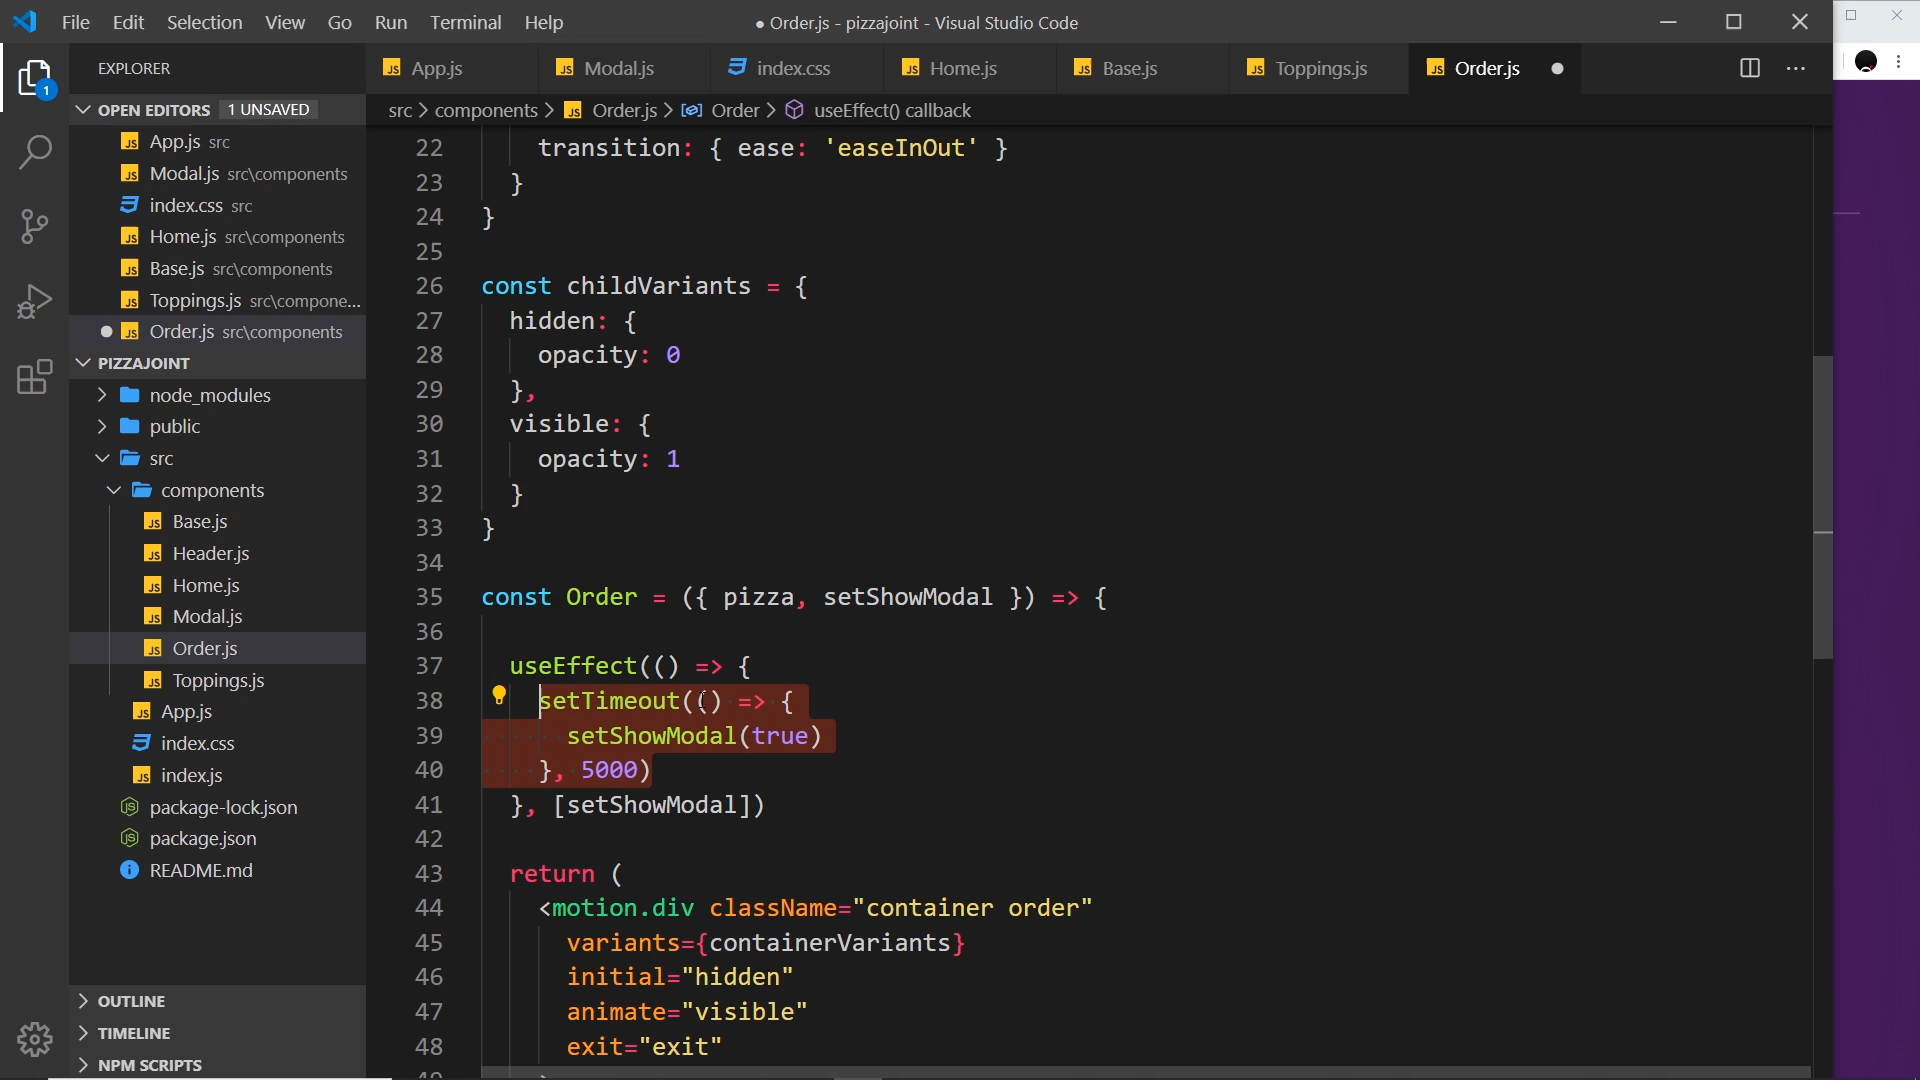 File Edit Selection View Go Run Terminal Help
● Order.js - pizzajoint - Visual Studio Code
EXPLORER
OPEN EDITORS 1 UNSAVED
App.js src
Modal.js src\components
index.css src
Home.js src\components
Base.js src\components
Toppings.js src\compone...
Order.js src\components
PIZZAJOINT
node_modules
public
src
components
Base.js
Header.js
Home.js
Modal.js
Order.js
Toppings.js
App.js
index.css
index.js
package-lock.json
package.json
README.md
OUTLINE
TIMELINE
NPM SCRIPTS
1
App.js Modal.js index.css Home.js Base.js Toppings.js Order.js
src > components > Order.js > Order > useEffect() callback
22 transition: { ease: 'easeInOut' }
23 }
24 }
25
26 const childVariants = {
27 hidden: {
28 opacity: 0
29 },
30 visible: {
31 opacity: 1
32 }
33 }
34
35 const Order = ({ pizza, setShowModal }) => {
36
37 useEffect(() => {
38 setTimeout(() => {
39 setShowModal(true)
40 }, 5000)
41 }, [setShowModal])
42
43 return (
44 <motion.div className="container order"
45 variants={containerVariants}
46 initial="hidden"
47 animate="visible"
48 exit="exit"